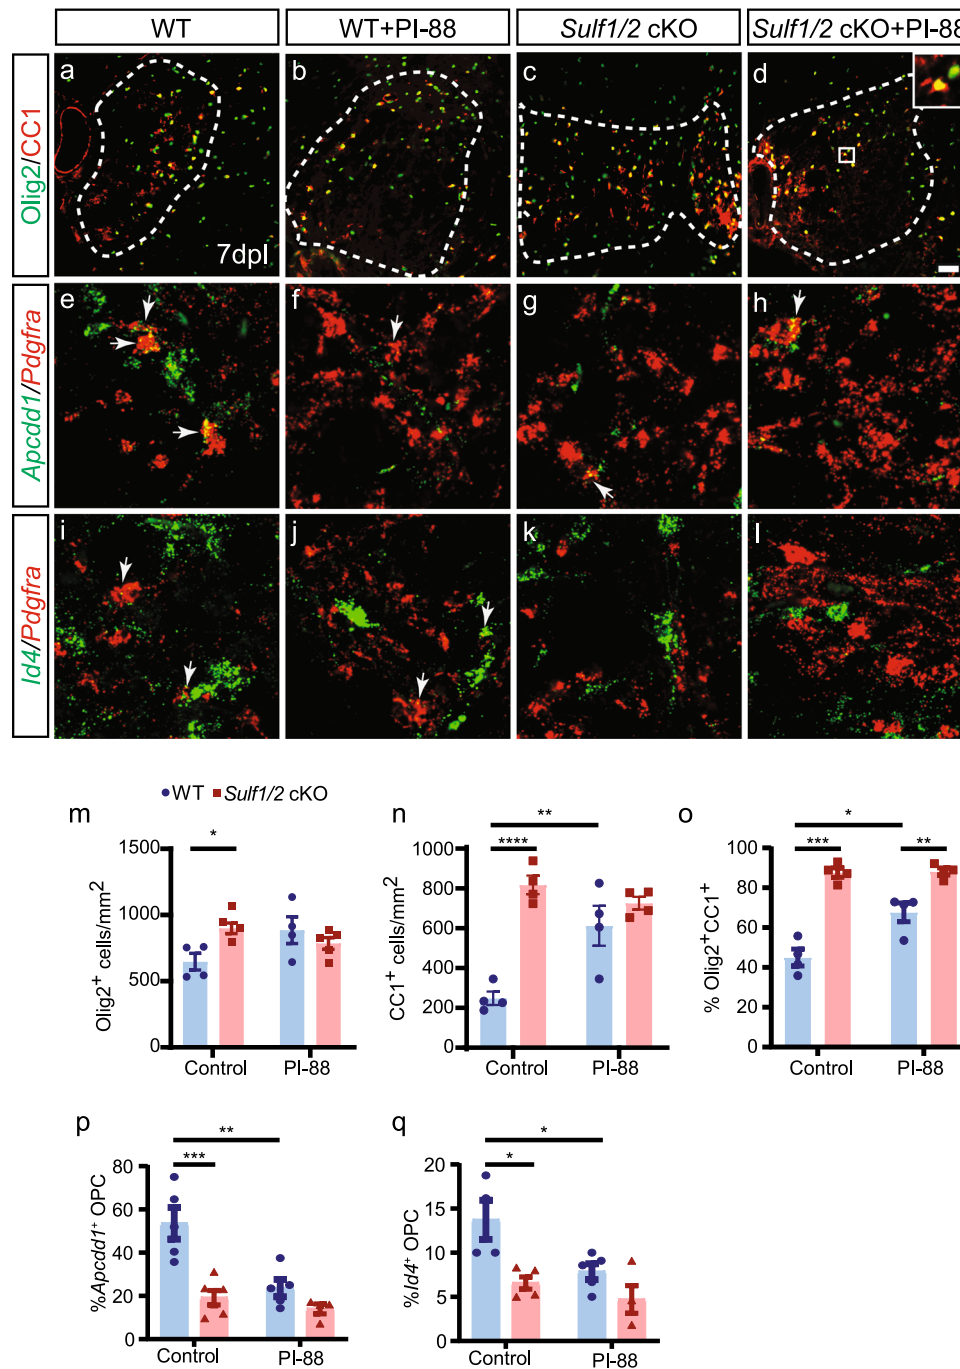 WT WT+PI-88 Sulf1/2 cKO Sulf1/2 cKO+PI-88
Olig2/CC1
a b c d
7dpl
Apcdd1/Pdgfra
e f g h
Id4/Pdgfra
i j k l
WT Sulf1/2 cKO
m n o
Olig2+ cells/mm2
1500
1000
500
0
*
Control PI-88
CC1+ cells/mm2
1000
800
600
400
200
0
**
****
Control PI-88
% Olig2+CC1+
100
80
60
40
20
0
*
*** **
Control PI-88
p q
%Apcdd1+ OPC
80
60
40
20
0
**
***
Control PI-88
%Id4+ OPC
20
15
10
5
0
*
*
Control PI-88